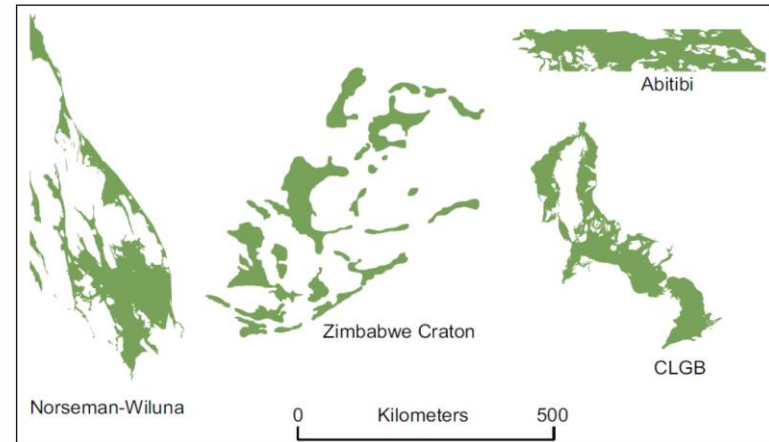 Abitibi
Zimbabwe Craton
CLGB
Norseman-Wiluna
0 Kilometers 500